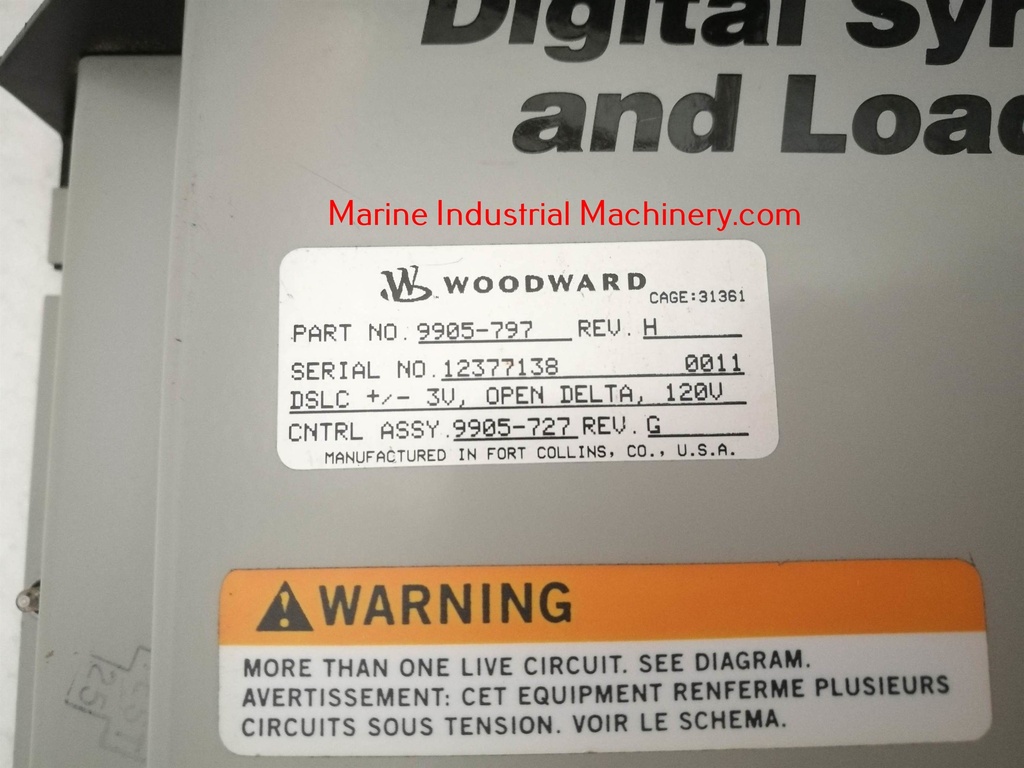 Digital
and
Marine Industrial Machinery.com
WOODWARD
CAGE:31361
PART NO. 9905-797 REV. H
SERIAL NO. 12377138 0011
DSLC +/- 3V, OPEN DELTA, 120V
CNTRL ASSY. 9905-727 REV. G
MANUFACTURED IN FORT COLLINS, CO., U.S.A.
WARNING
MORE THAN ONE LIVE CIRCUIT. SEE DIAGRAM.
AVERTISSEMENT: CET EQUIPMENT RENFERME PLUSIEURS
CIRCUITS SOUS TENSION. VOIR LE SCHEMA.